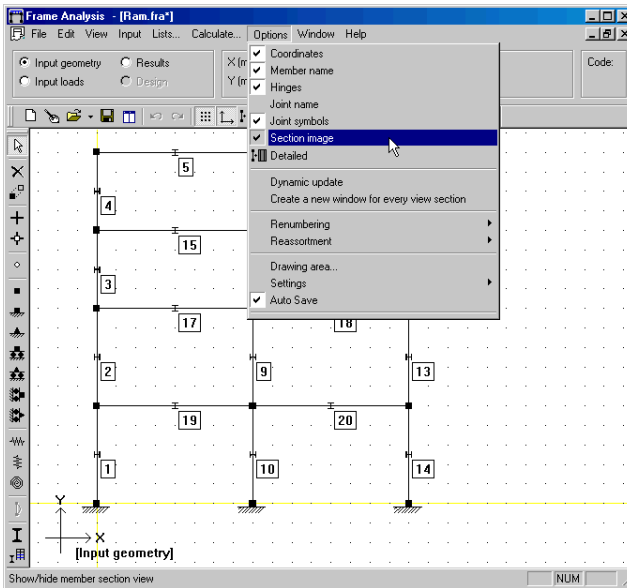 Frame Analysis - [Ram.fra*]
File Edit View Input Lists... Calculate... Options Window Help
Input geometry Results
Input loads Design
X (m
Y (m
Code:
Coordinates
Member name
Hinges
Joint name
Joint symbols
Section image
Detailed
Dynamic update
Create a new window for every view section
Renumbering
Reassortment
Drawing area...
Settings
Auto Save
5
4
15
3
17 18
2 9 13
19 20
1 10 14
Y
X
[Input geometry]
Show/hide member section view NUM